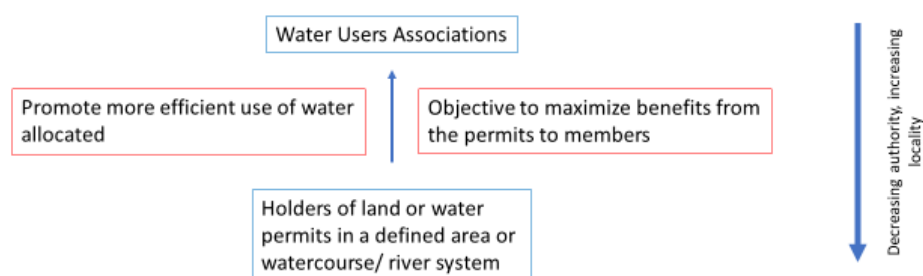 Water Users Associations
Promote more efficient use of water
allocated
Objective to maximize benefits from
the permits to members
Holders of land or water
permits in a defined area or
watercourse/ river system
Decreasing authority, increasing
locality